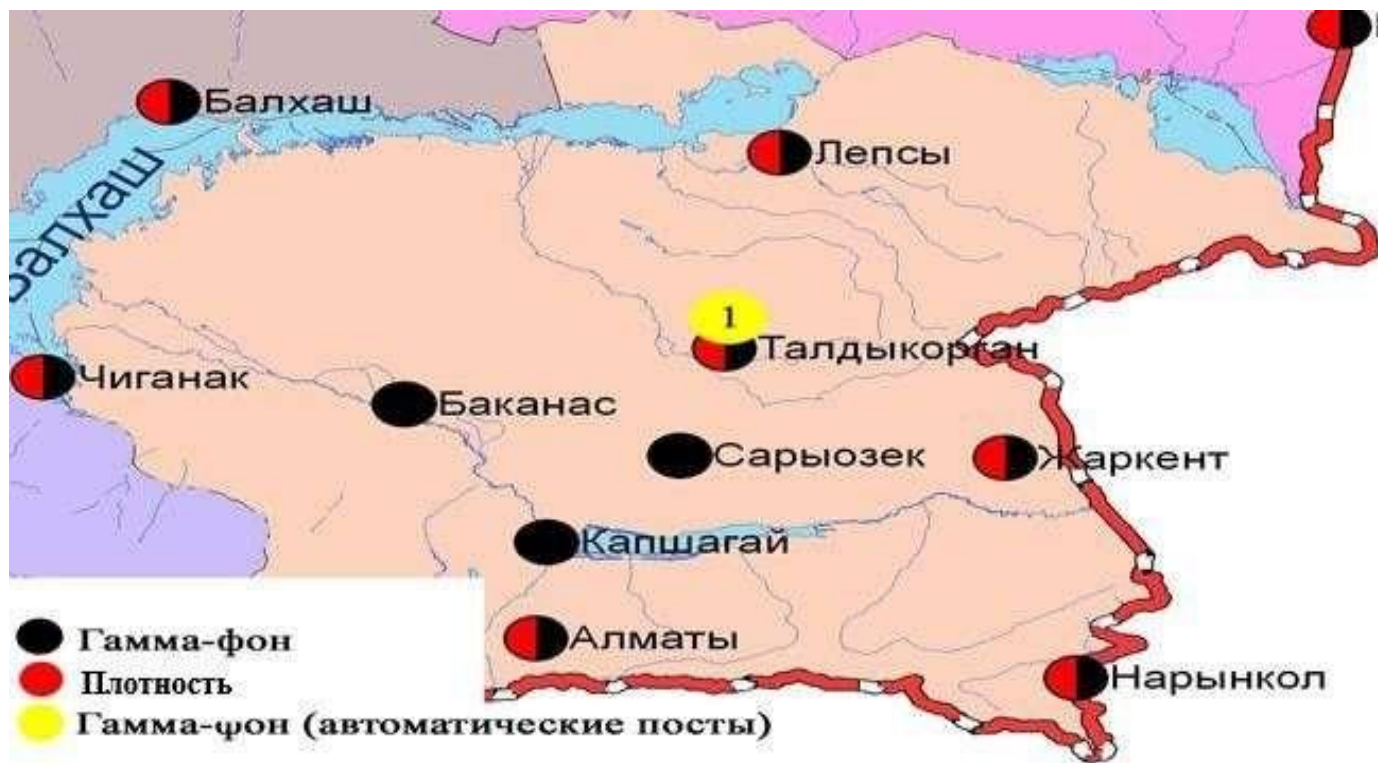 Балхаш
Балхаш
Лепсы
1
Талдыкорган
Чиганак
Баканас
Сарыозек
Жаркент
Капшагай
Алматы
Нарынкол
Гамма-фон
Плотность
Гамма-фон (автоматические посты)